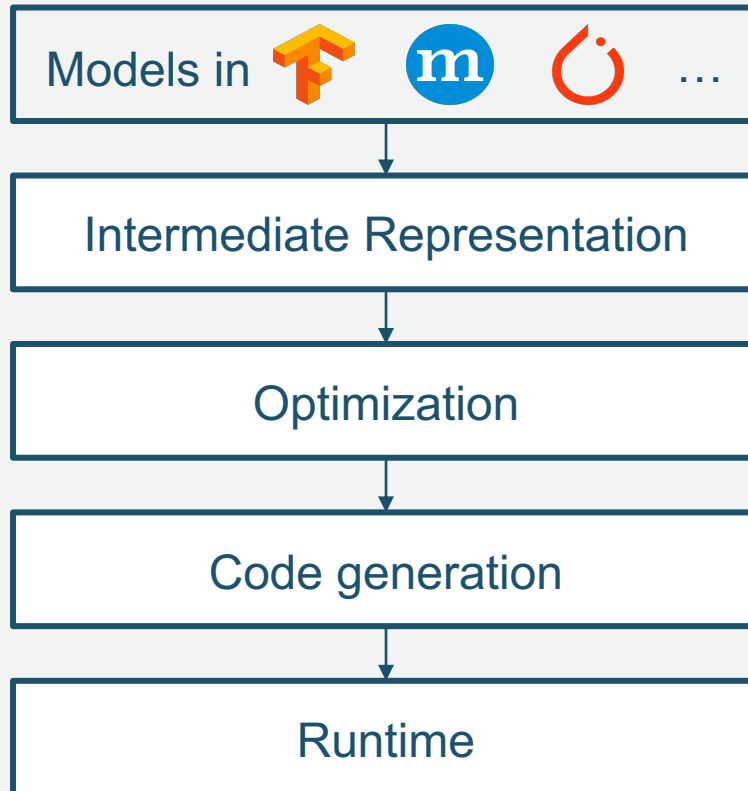 Models in m …
Intermediate Representation
Optimization
Code generation
Runtime